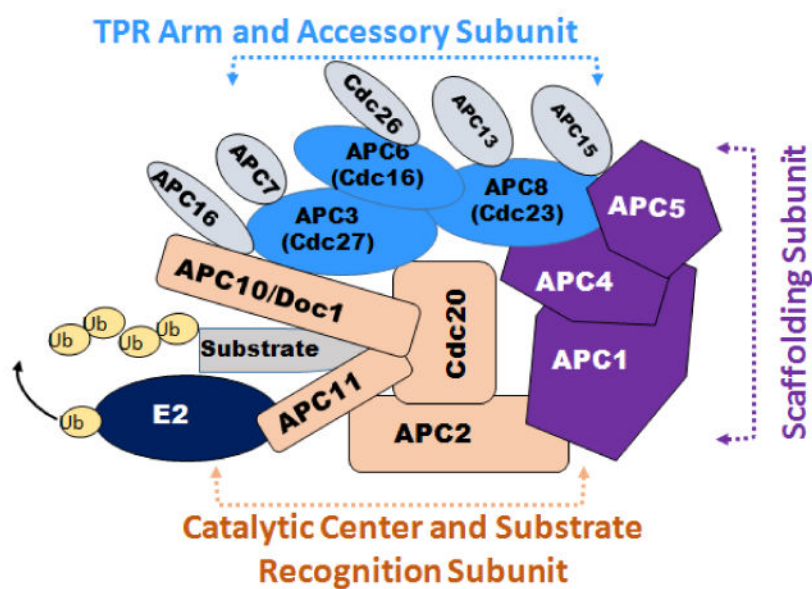 TPR Arm and Accessory Subunit
Cdc26
APC13
APC15
APC7
APC16
APC6
(Cdc16)
APC8
(Cdc23)
APC3
(Cdc27)
APC5
APC4
APC1
Scaffolding Subunit
APC10/Doc1
Cdc20
Ub
Ub
Ub
Ub
Substrate
APC11
E2
Ub
APC2
Catalytic Center and Substrate
Recognition Subunit